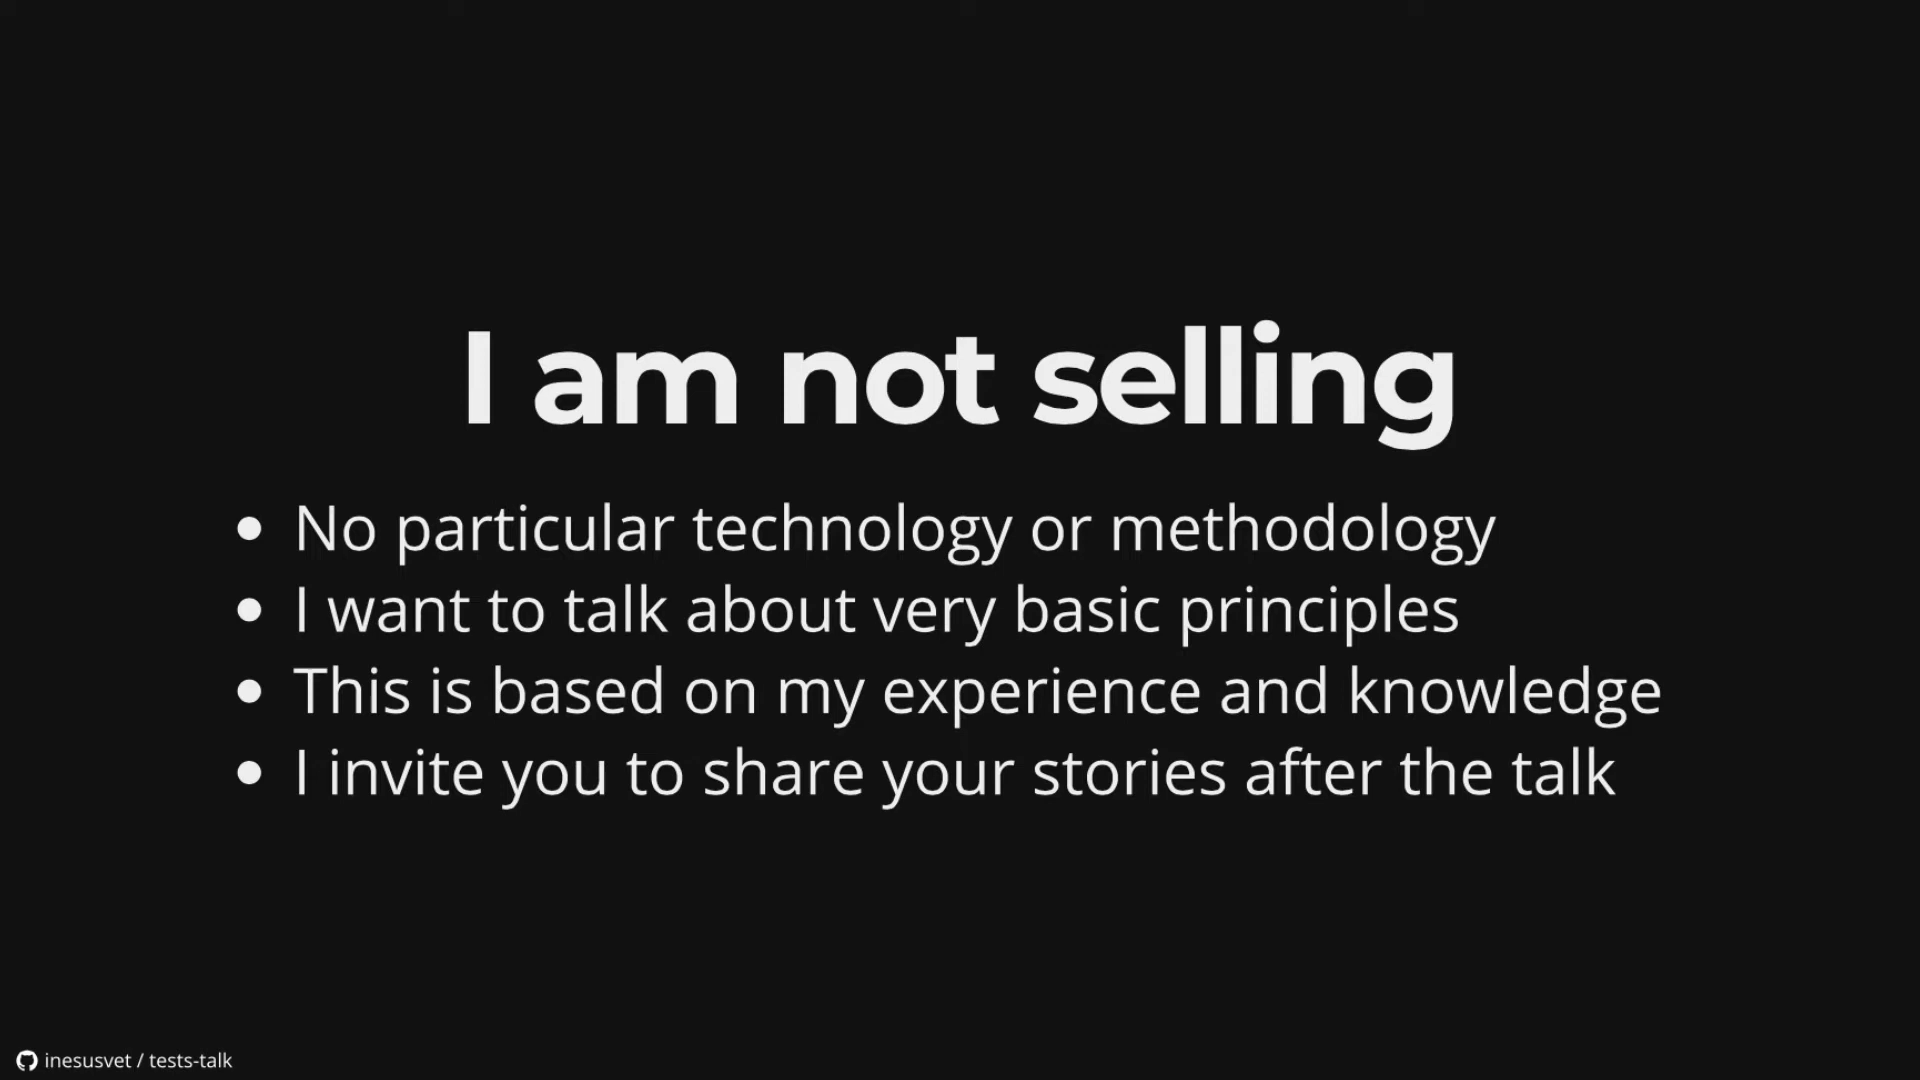 I am not selling
No particular technology or methodology
I want to talk about very basic principles
This is based on my experience and knowledge
I invite you to share your stories after the talk
inesusvet / tests-talk